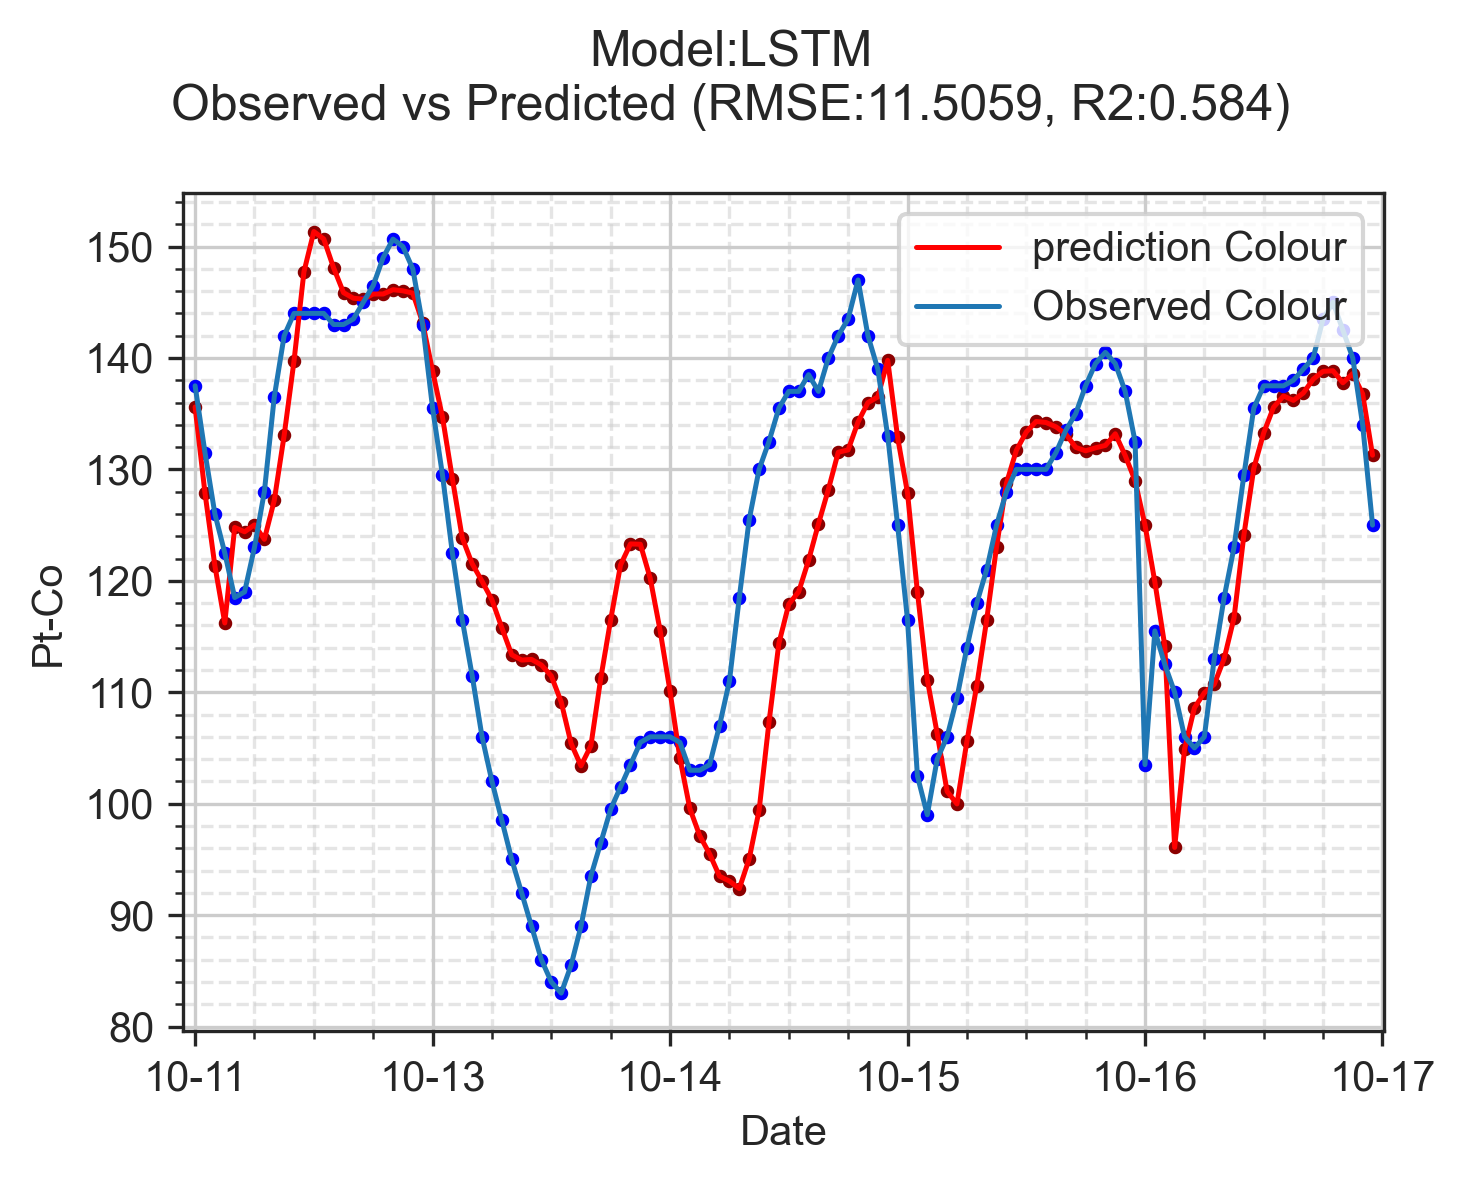 Model:LSTM
Observed vs Predicted (RMSE:11.5059, R2:0.584)
prediction Colour
Observed Colour
150
140
130
120
110
100
90
80
Pt-Co
10-11 10-13 10-14 10-15 10-16 10-17
Date